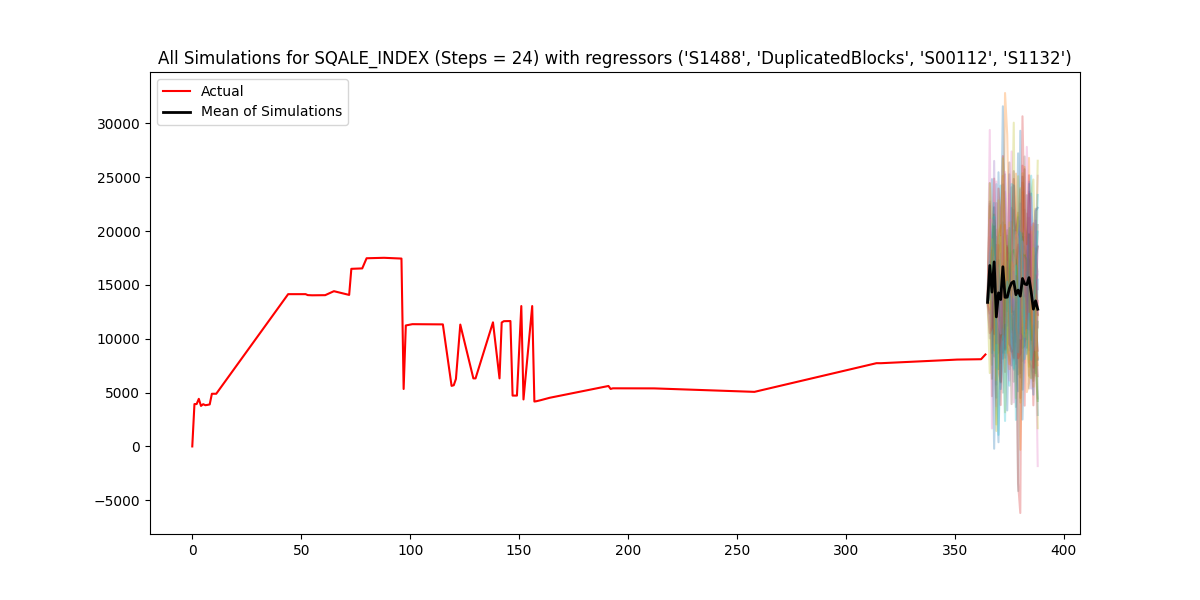 All Simulations for SQALE_INDEX (Steps = 24) with regressors ('S1488', 'DuplicatedBlocks', 'S00112', 'S1132')
Actual
Mean of Simulations
30000
25000
20000
15000
10000
5000
0
−5000
0 50 100 150 200 250 300 350 400